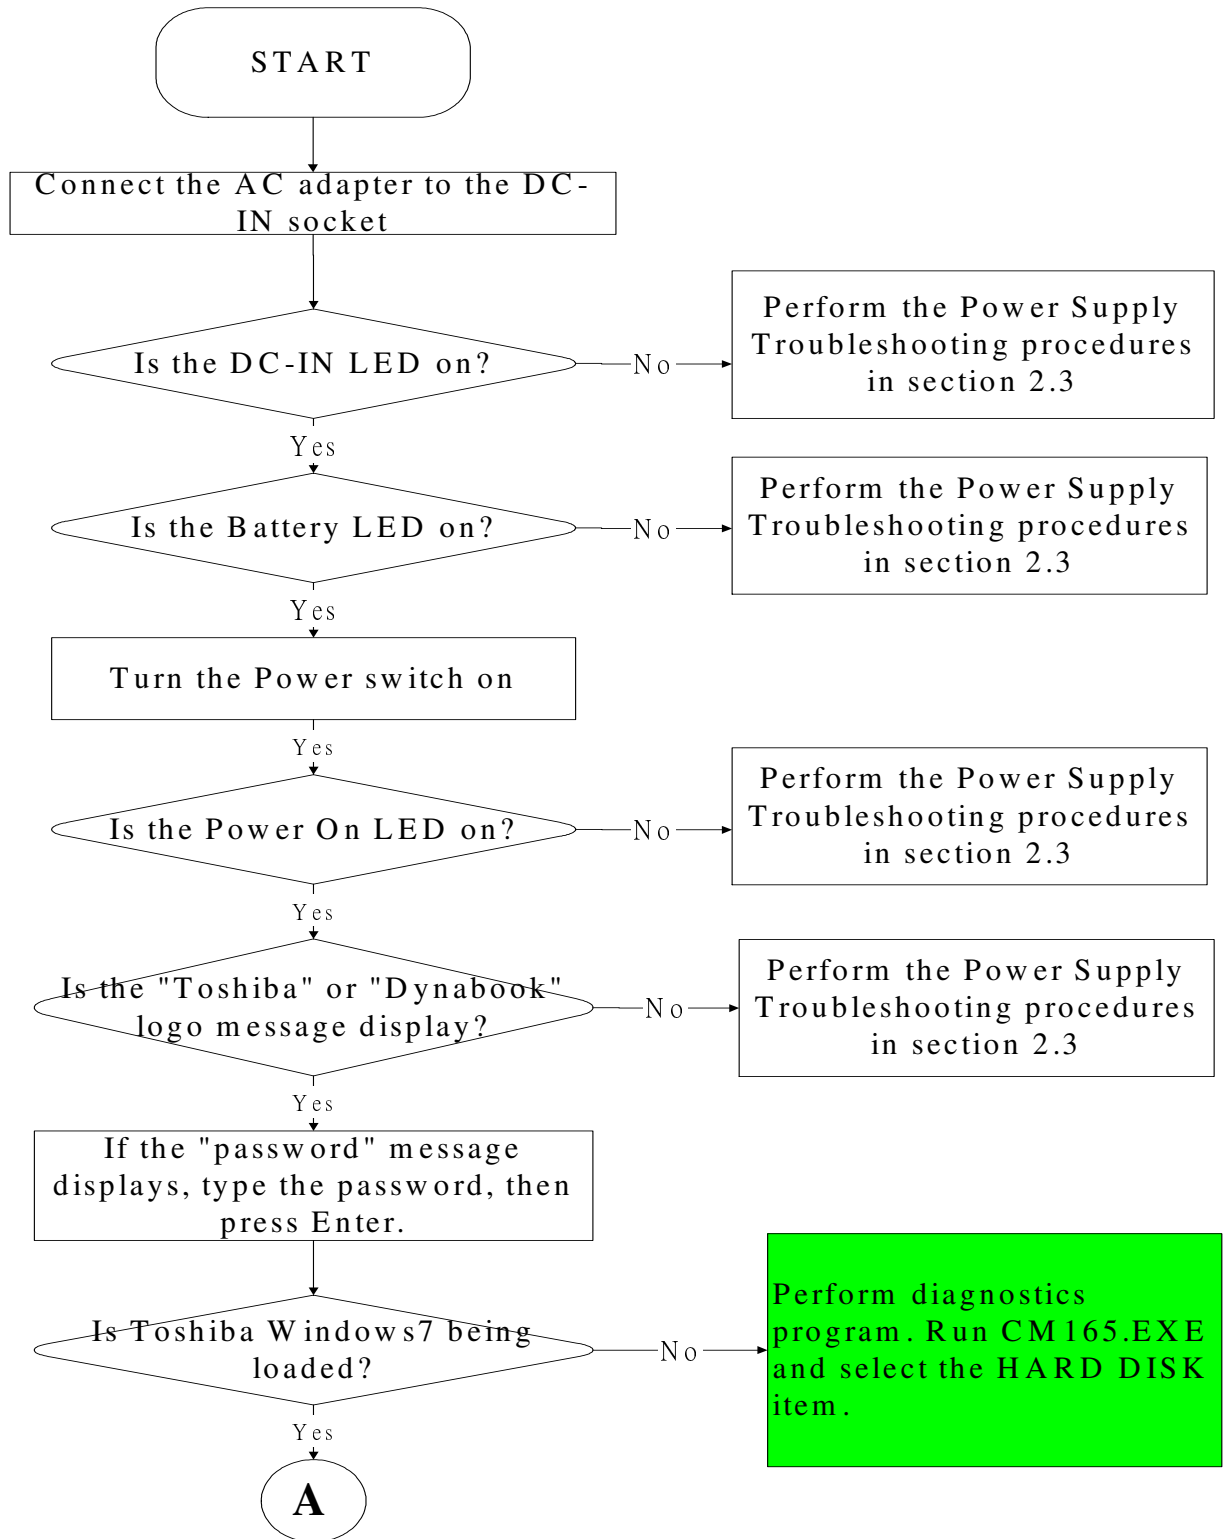 START
Connect the AC adapter to the DC-
IN socket
Is the DC-IN LED on?
No
Perform the Power Supply
Troubleshooting procedures
in section 2.3
Yes
Is the Battery LED on?
No
Perform the Power Supply
Troubleshooting procedures
in section 2.3
Yes
Turn the Power switch on
Yes
Is the Power On LED on?
No
Perform the Power Supply
Troubleshooting procedures
in section 2.3
Yes
Is the "Toshiba" or "Dynabook"
logo message display?
No
Perform the Power Supply
Troubleshooting procedures
in section 2.3
Yes
If the "password" message
displays, type the password, then
press Enter.
Is Toshiba Windows7 being
loaded?
No
Perform diagnostics
program. Run CM165.EXE
and select the HARD DISK
item.
Yes
A